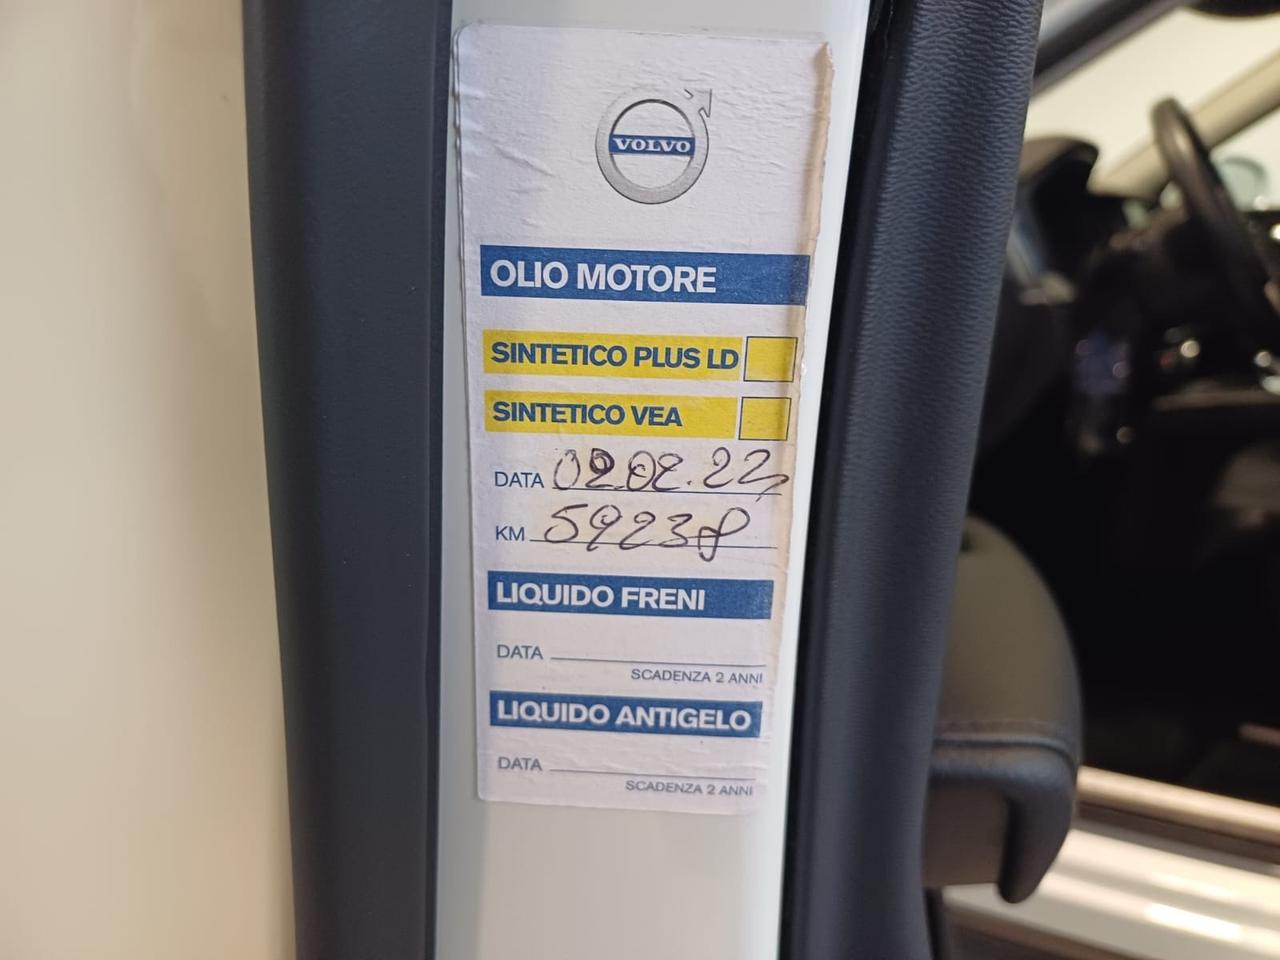 VOLVO
OLIO MOTORE
SINTETICO PLUS LD
SINTETICO VEA
DATA 02.02.22
KM 59238
LIQUIDO FRENI
DATA
SCADENZA 2 ANNI
LIQUIDO ANTIGELO
DATA
SCADENZA 2 ANNI